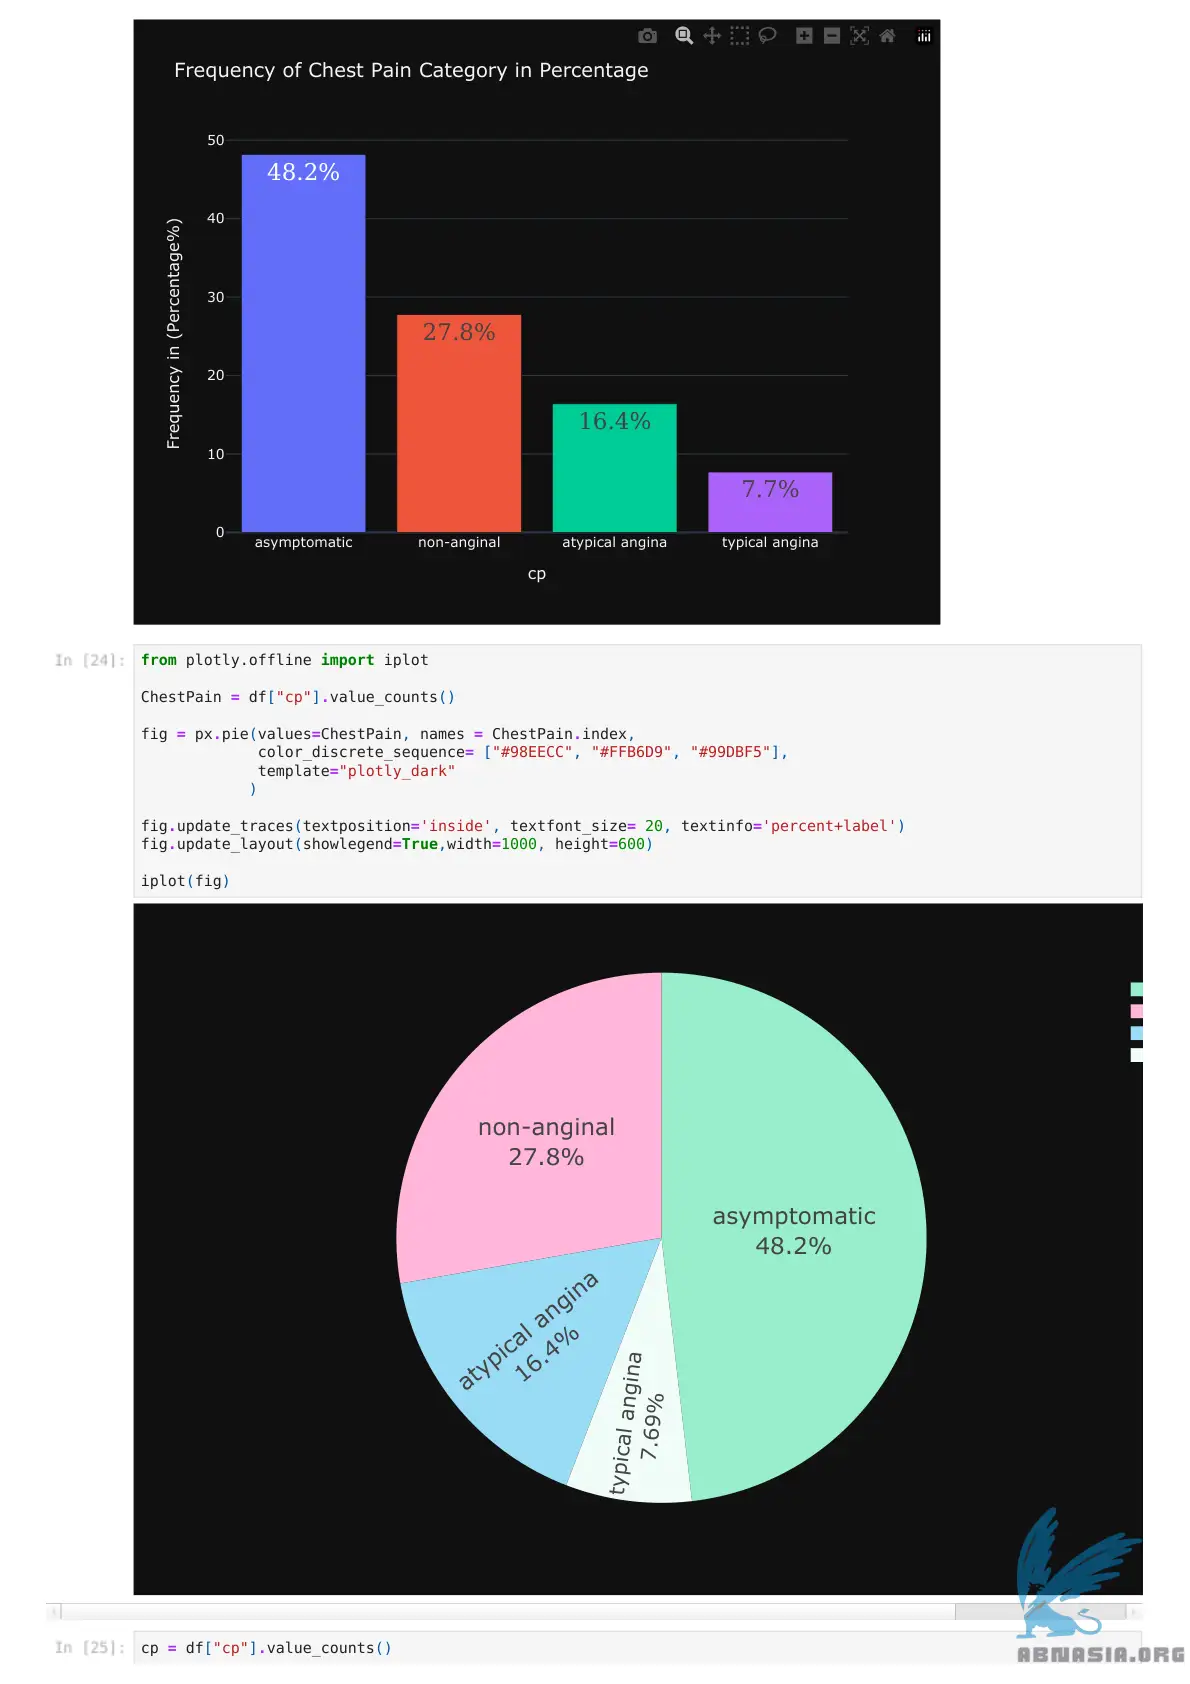 Frequency of Chest Pain Category in Percentage
50
40
30
20
10
0
Frequency in (Percentage%)
48.2%
27.8%
16.4%
7.7%
asymptomatic
non-anginal
atypical angina
typical angina
cp
In [24]:
from plotly.offline import iplot
ChestPain = df["cp"].value_counts()
fig = px.pie(values=ChestPain, names = ChestPain.index,
color_discrete_sequence= ["#98EECC", "#FFB6D9", "#99DBF5"],
template="plotly_dark"
)
fig.update_traces(textposition='inside', textfont_size= 20, textinfo='percent+label')
fig.update_layout(showlegend=True,width=1000, height=600)
iplot(fig)
non-anginal
27.8%
asymptomatic
48.2%
atypical angina
16.4%
typical angina
7.69%
In [25]:
cp = df["cp"].value_counts()
ABNASIA.ORG